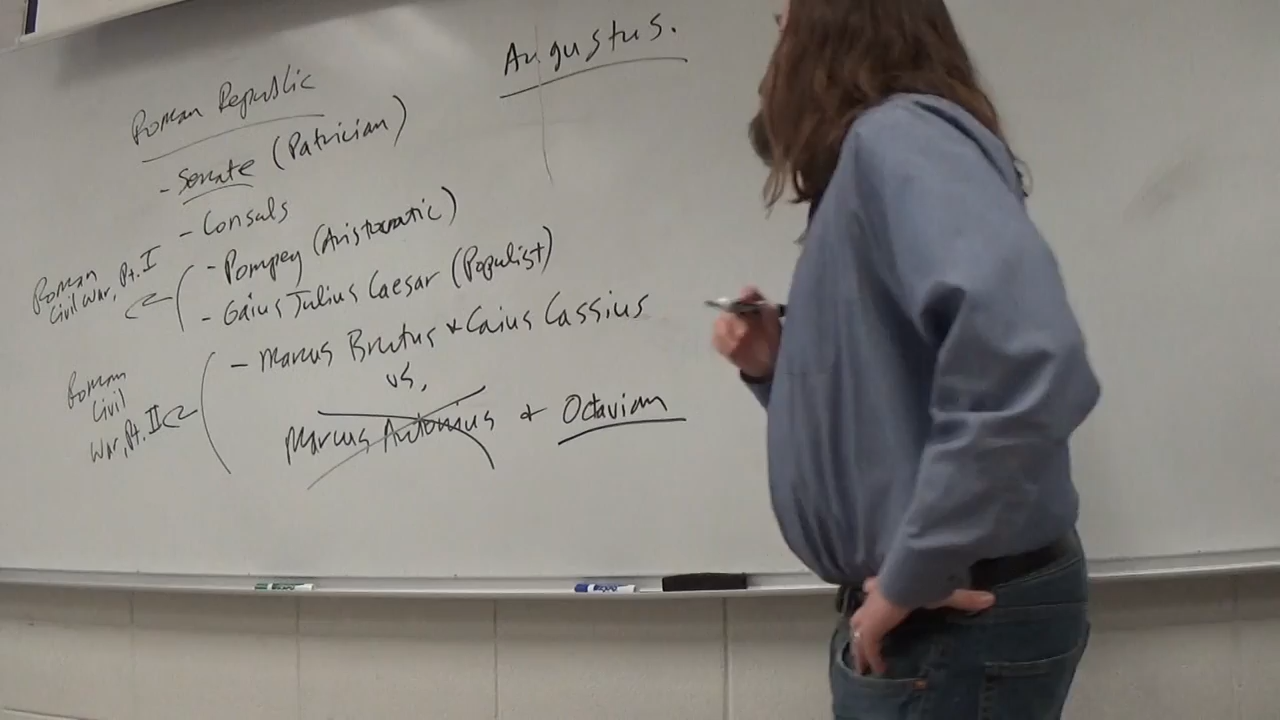 Roman Republic
- Senate (Patrician)
- Consuls
- Pompey (Aristocratic)
- Gaius Julius Caesar (Populist)
Roman
Civil War, Pt. I
- Marcus Brutus & Caius Cassius
vs.
Marcus Antonius & Octavian
Roman
Civil
War, Pt. II
Augustus.